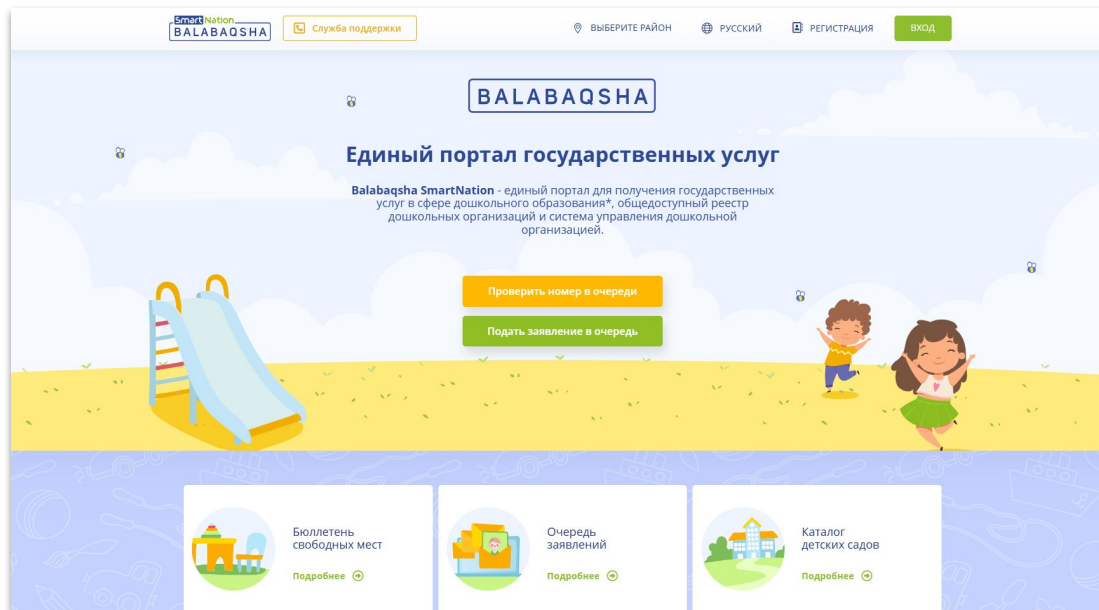 Smart Nation
BALABAQSHA
Служба поддержки
ВЫБЕРИТЕ РАЙОН
РУССКИЙ
РЕГИСТРАЦИЯ
ВХОД
BALABAQSHA
Единый портал государственных услуг
Balabaqsha SmartNation - единый портал для получения государственных
услуг в сфере дошкольного образования*, общедоступный реестр
дошкольных организаций и система управления дошкольной
организацией.
Проверить номер в очереди
Подать заявление в очередь
Бюллетень
свободных мест
Подробнее
Очередь
заявлений
Подробнее
Каталог
детских садов
Подробнее